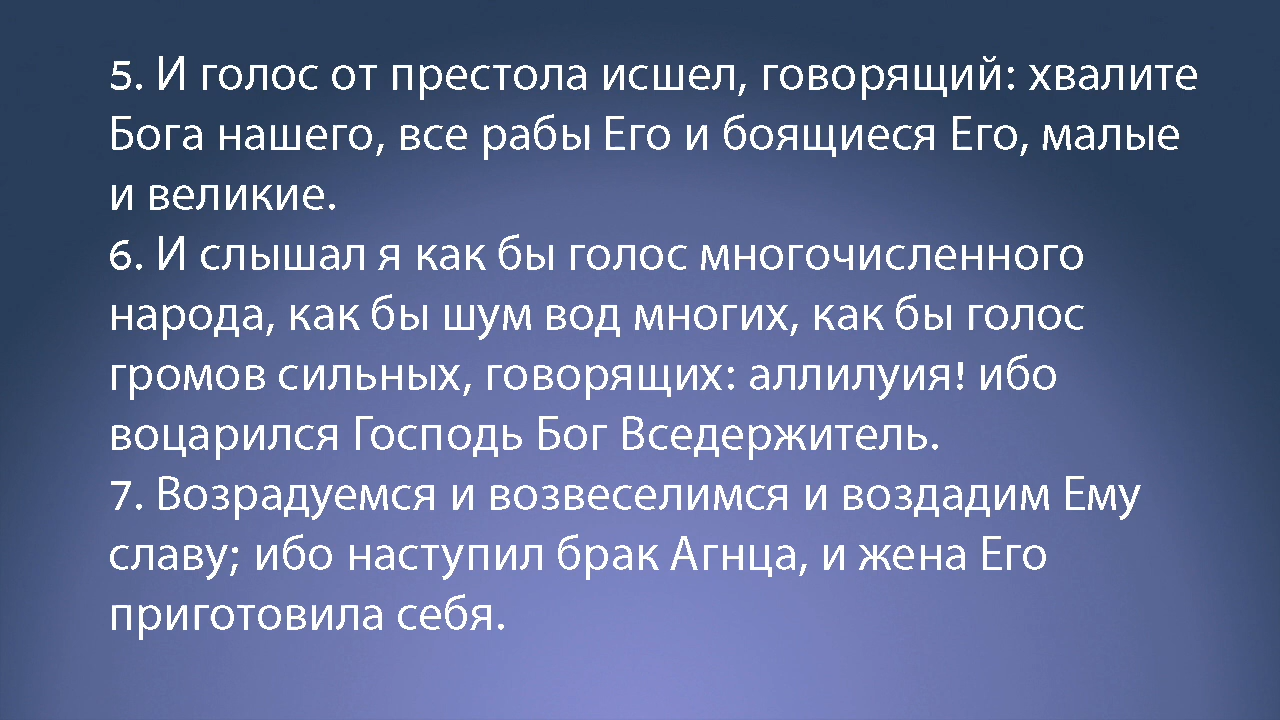 5. И голос от престола исшел, говорящий: хвалите
Бога нашего, все рабы Его и боящиеся Его, малые
и великие.
6. И слышал я как бы голос многочисленного
народа, как бы шум вод многих, как бы голос
громов сильных, говорящих: аллилуия! ибо
воцарился Господь Бог Вседержитель.
7. Возрадуемся и возвеселимся и воздадим Ему
славу; ибо наступил брак Агнца, и жена Его
приготовила себя.